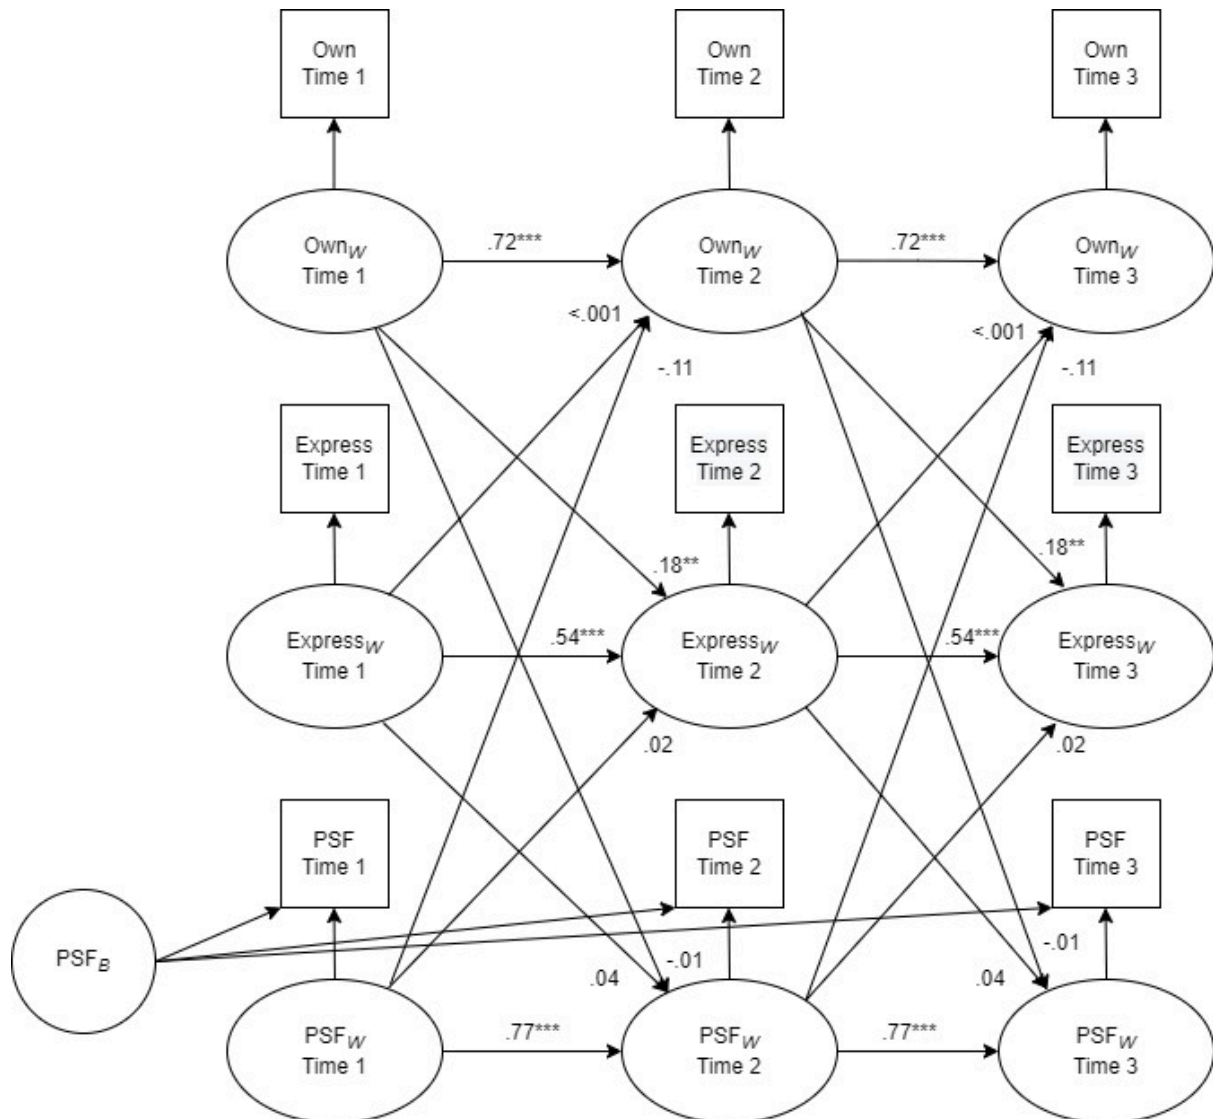 Own
Time 1
Own
Time 2
Own
Time 3
OwnW
Time 1
.72***
OwnW
Time 2
.72***
OwnW
Time 3
<.001
-.11
<.001
-.11
Express
Time 1
Express
Time 2
Express
Time 3
.18**
.18**
ExpressW
Time 1
.54***
ExpressW
Time 2
.54***
ExpressW
Time 3
.02
.02
PSF
Time 1
PSF
Time 2
PSF
Time 3
PSFB
.04
-.01
.04
-.01
PSFW
Time 1
.77***
PSFW
Time 2
.77***
PSFW
Time 3